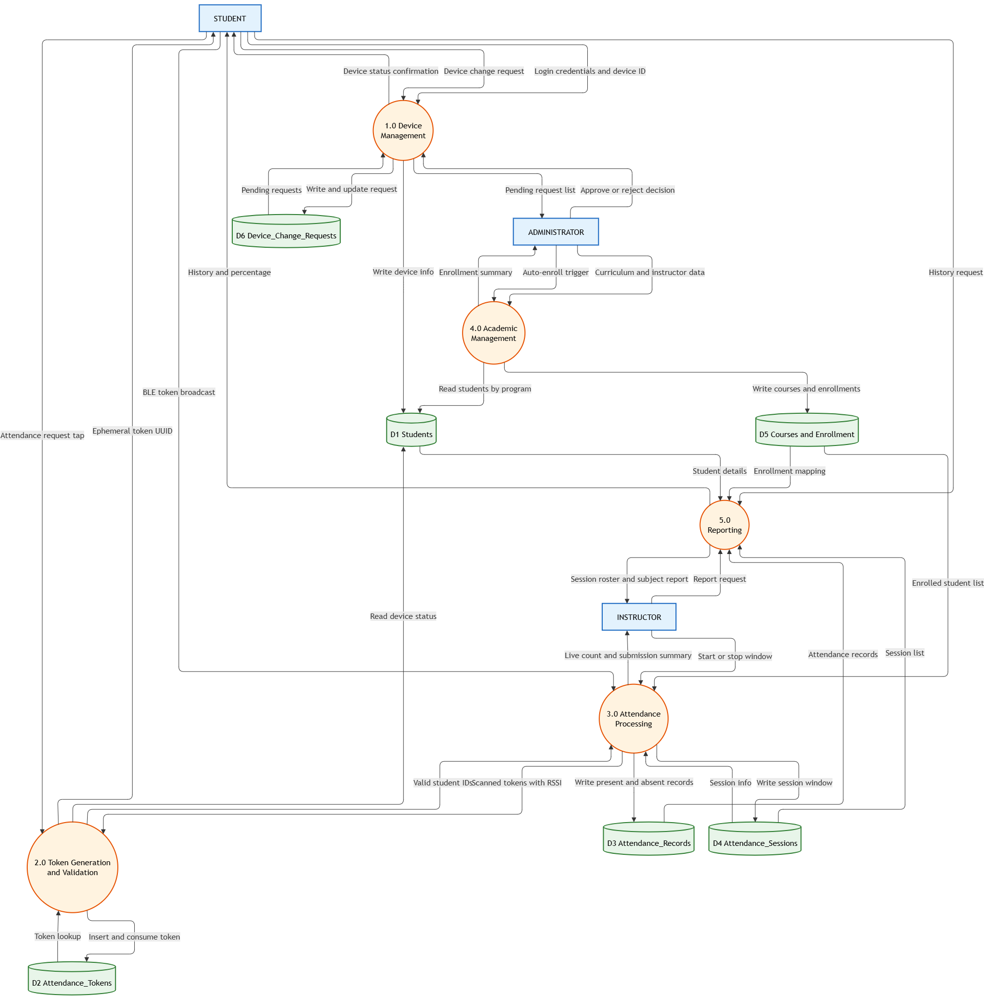 STUDENT
Device status confirmation
Device change request
Login credentials and device ID
1.0 Device
Management
Pending requests
Write and update request
Pending request list
Approve or reject decision
D6 Device_Change_Requests
ADMINISTRATOR
History and percentage
Write device info
Enrollment summary
Auto-enroll trigger
Curriculum and instructor data
History request
4.0 Academic
Management
BLE token broadcast
Read students by program
Write courses and enrollments
Attendance request tap
Ephemeral token UUID
D1 Students
D5 Courses and Enrollment
Student details
Enrollment mapping
5.0
Reporting
Session roster and subject report
Report request
Enrolled student list
Read device status
INSTRUCTOR
Live count and submission summary
Start or stop window
Attendance records
Session list
3.0 Attendance
Processing
Valid student IDs
Scanned tokens with RSSI
Write present and absent records
Session info
Write session window
D3 Attendance_Records
D4 Attendance_Sessions
2.0 Token Generation
and Validation
Token lookup
Insert and consume token
D2 Attendance_Tokens